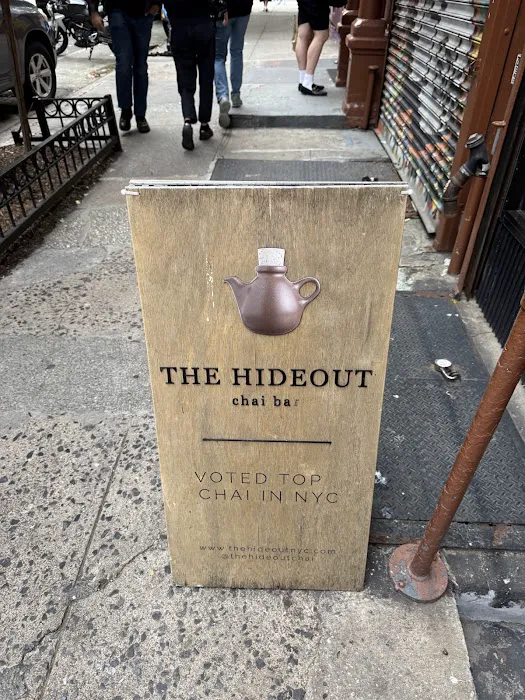 THE HIDEOUT
chai bar
VOTED TOP
CHAI IN NYC
www.thehideoutnyc.com
@thehideoutchai